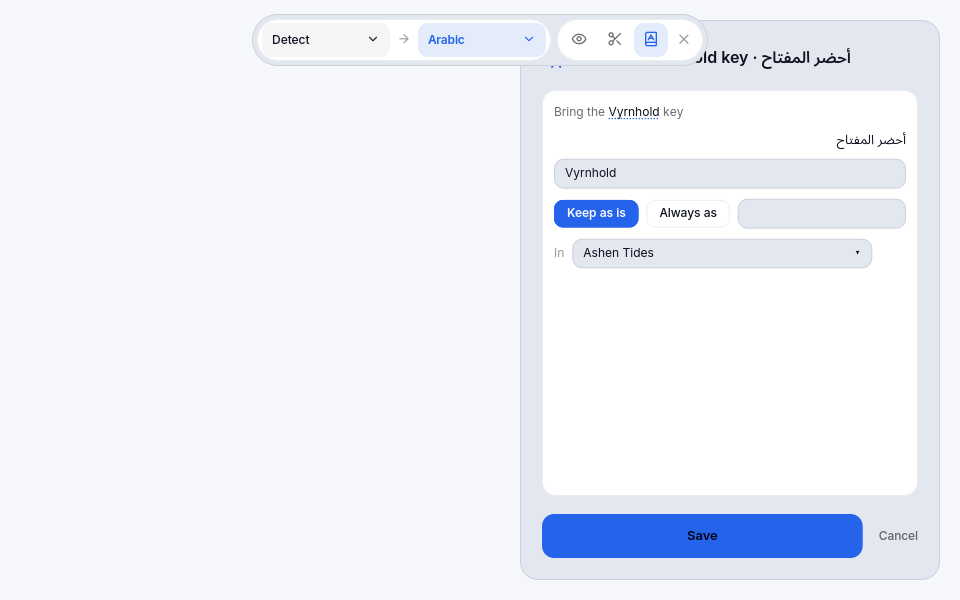 Detect → Arabic
old key · أحضر المفتاح
Bring the Vyrnhold key
أحضر المفتاح
Vyrnhold
Keep as is Always as
In Ashen Tides
Save Cancel